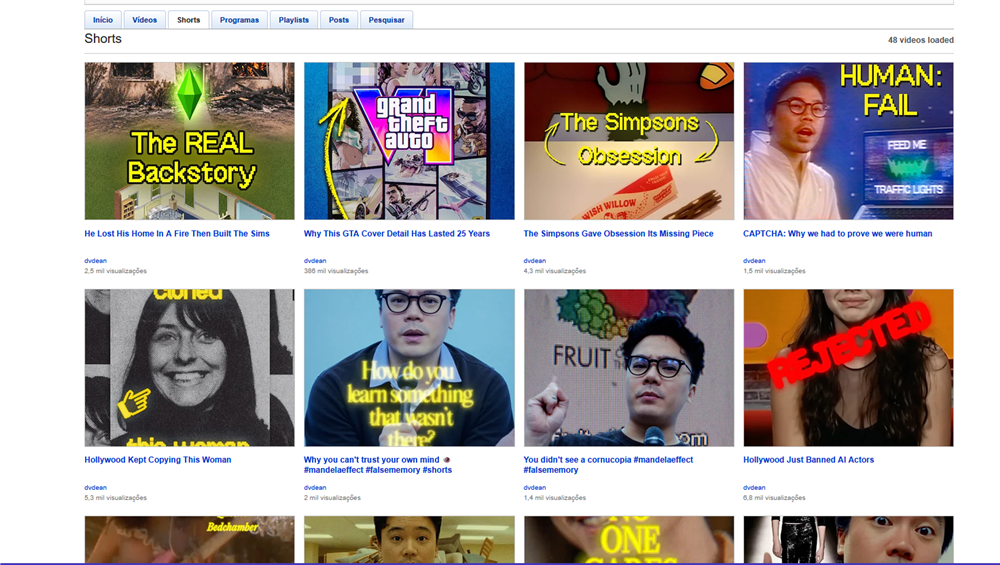 Início
Vídeos
Shorts
Programas
Playlists
Posts
Pesquisar
Shorts
48 videos loaded
The REAL
Backstory
grand
theft
auto
The Simpsons
Obsession
WISH WILLOW
HUMAN:
FAIL
FEED ME
TRAFFIC LIGHTS
He Lost His Home In A Fire Then Built The Sims
Why This GTA Cover Detail Has Lasted 25 Years
The Simpsons Gave Obsession Its Missing Piece
CAPTCHA: Why we had to prove we were human
dvdean
dvdean
dvdean
dvdean
2,5 mil visualizações
386 mil visualizações
4,3 mil visualizações
1,5 mil visualizações
cloned
this woman
How do you
learn something
that wasn't
there?
FRUIT
REJECTED
Hollywood Kept Copying This Woman
Why you can't trust your own mind
#mandelaeffect #falsememory #shorts
You didn't see a cornucopia #mandelaeffect
#falsememory
Hollywood Just Banned AI Actors
dvdean
dvdean
dvdean
dvdean
5,3 mil visualizações
2 mil visualizações
1,4 mil visualizações
6,8 mil visualizações
Bedchamber
NO
ONE
CARES